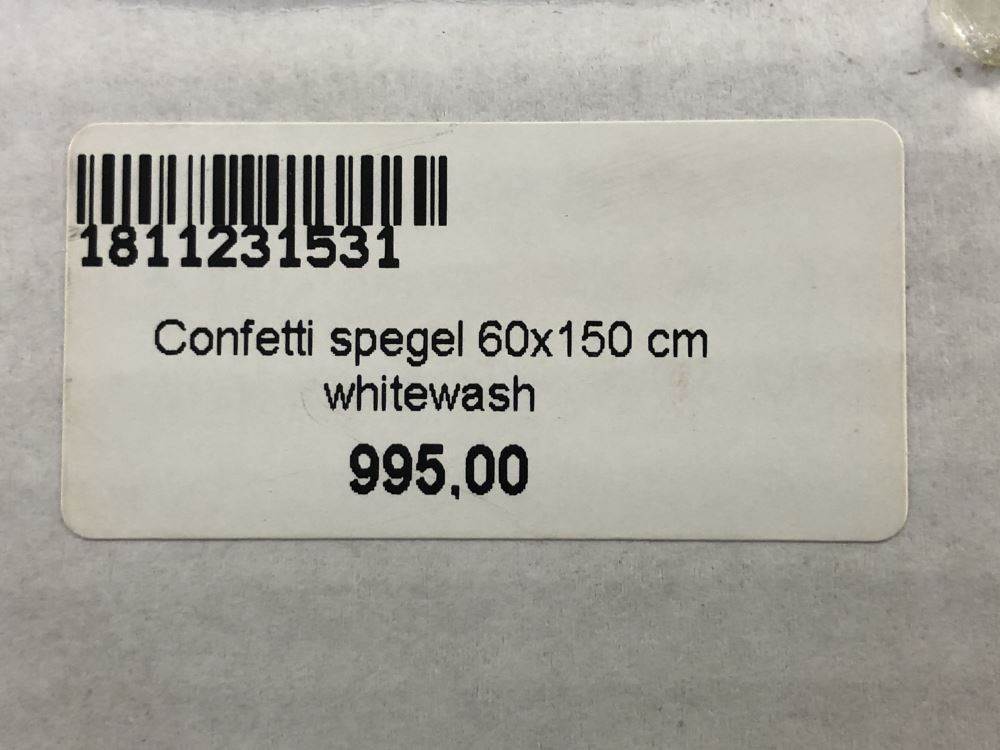 1811231531
Confetti spegel 60x150 cm
whitewash
995,00